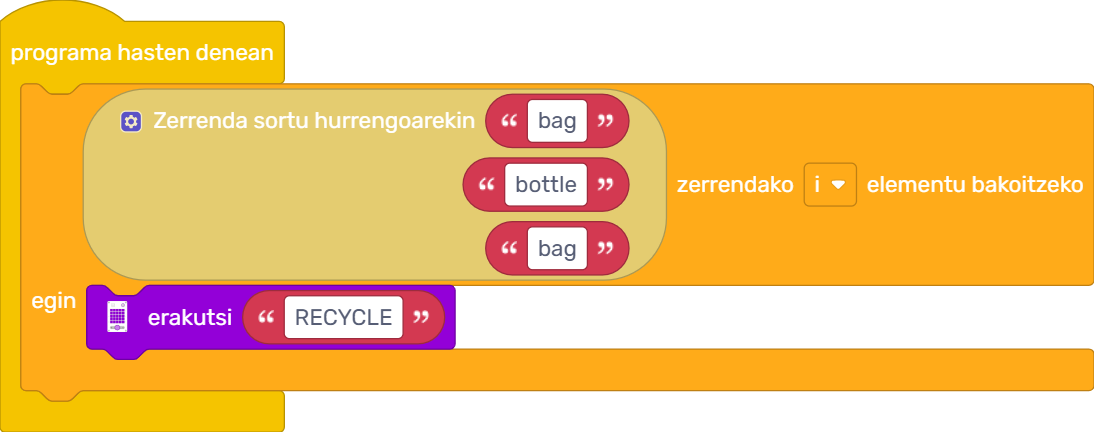 programa hasten denean
Zerrenda sortu hurrengoarekin “ bag ”
“ bottle ” zerrendako i elementu bakoitzeko
“ bag ”
egin erakutsi “ RECYCLE ”